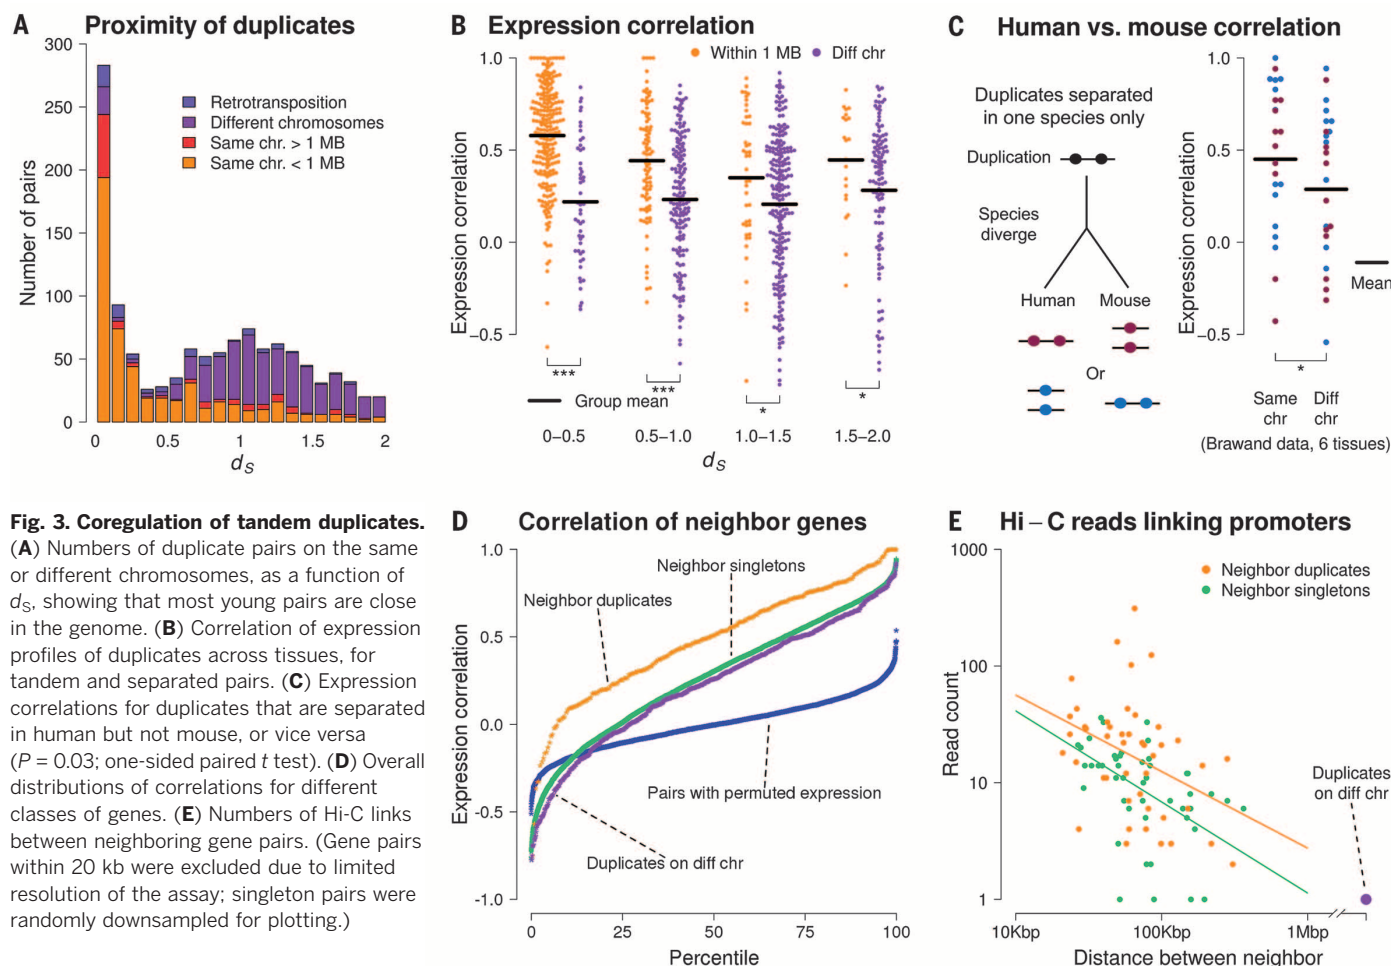 A Proximity of duplicates
300
250
200
150
100
50
0
Number of pairs
Retrotransposition
Different chromosomes
Same chr. > 1 MB
Same chr. < 1 MB
0 0.5 1 1.5 2
dS
B Expression correlation
Within 1 MB Diff chr
1.0
0.5
0.0
−0.5
Expression correlation
*** *** * *
Group mean
0−0.5 0.5−1.0 1.0−1.5 1.5−2.0
dS
C Human vs. mouse correlation
Duplicates separated
in one species only
Duplication
Species
diverge
Human Mouse
Or
1.0
0.5
0.0
−0.5
Expression correlation
Mean
*
Same Diff
chr chr
(Brawand data, 6 tissues)
Fig. 3. Coregulation of tandem duplicates.
(A) Numbers of duplicate pairs on the same
or different chromosomes, as a function of
dS, showing that most young pairs are close
in the genome. (B) Correlation of expression
profiles of duplicates across tissues, for
tandem and separated pairs. (C) Expression
correlations for duplicates that are separated
in human but not mouse, or vice versa
(P = 0.03; one-sided paired t test). (D) Overall
distributions of correlations for different
classes of genes. (E) Numbers of Hi-C links
between neighboring gene pairs. (Gene pairs
within 20 kb were excluded due to limited
resolution of the assay; singleton pairs were
randomly downsampled for plotting.)
D Correlation of neighbor genes
1.0
0.5
0.0
-0.5
-1.0
Expression correlation
Neighbor singletons
Neighbor duplicates
Pairs with permuted expression
Duplicates on diff chr
0 25 50 75 100
Percentile
E Hi – C reads linking promoters
1000
100
10
1
Read count
Neighbor duplicates
Neighbor singletons
Duplicates
on diff chr
10Kbp 100Kbp 1Mbp
Distance between neighbor